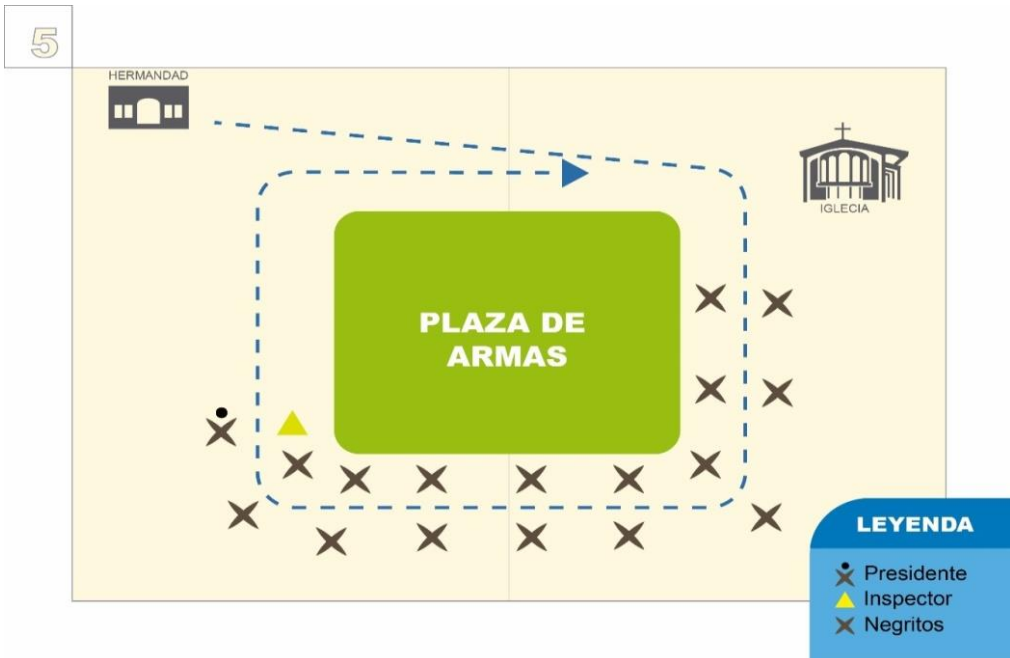 5
HERMANDAD
IGLECIA
PLAZA DE
ARMAS
LEYENDA
Presidente
Inspector
Negritos